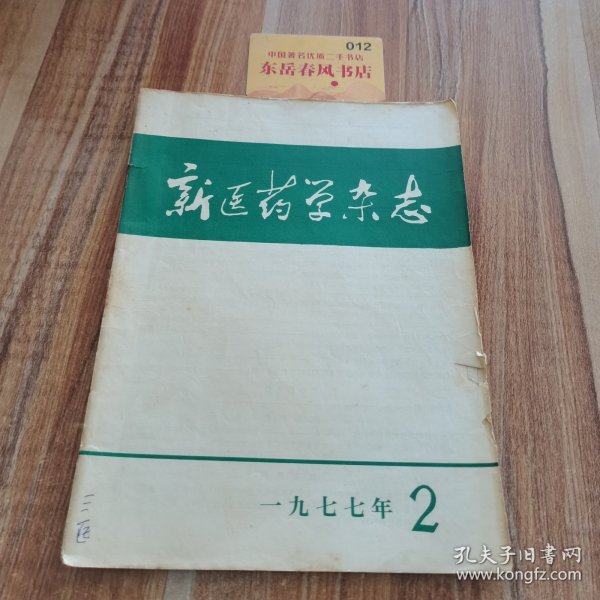 012
中国著名优质二手书店
东岳春风书店
新医药学杂志
一九七七年 2
三医
孔夫子旧书网
www.kongfz.com